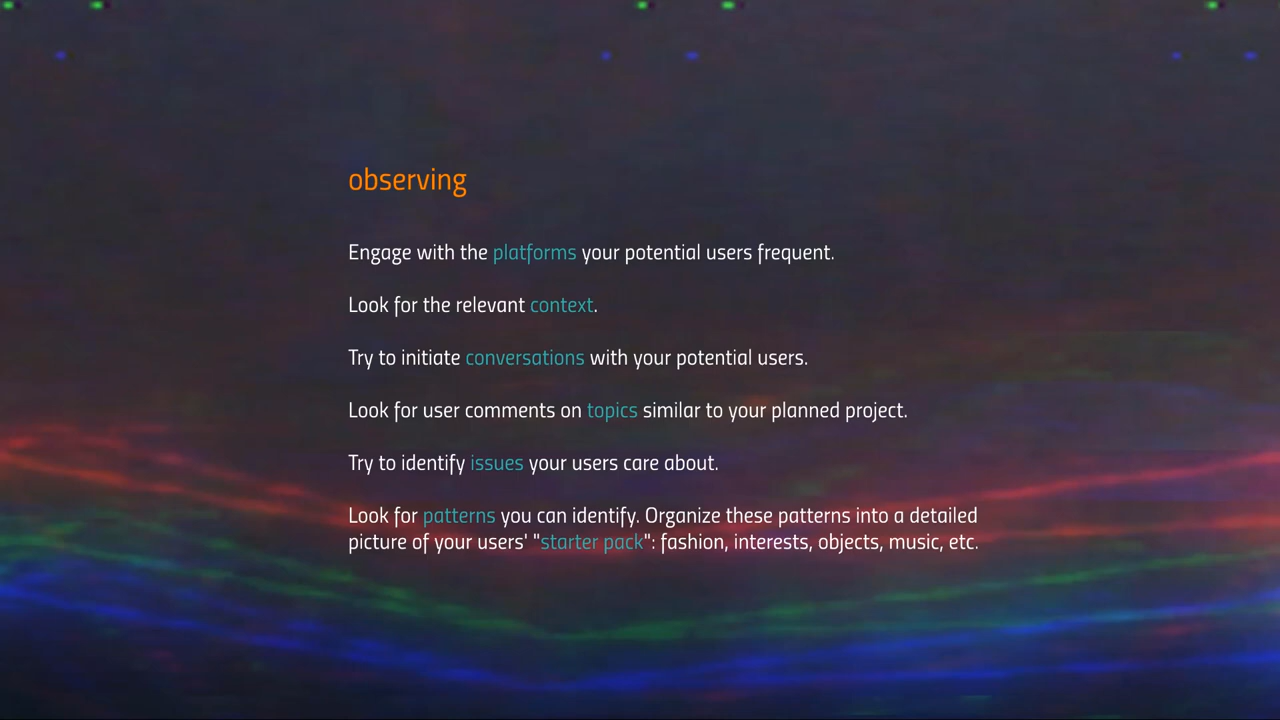 observing
Engage with the platforms your potential users frequent.
Look for the relevant context.
Try to initiate conversations with your potential users.
Look for user comments on topics similar to your planned project.
Try to identify issues your users care about.
Look for patterns you can identify. Organize these patterns into a detailed
picture of your users' "starter pack": fashion, interests, objects, music, etc.